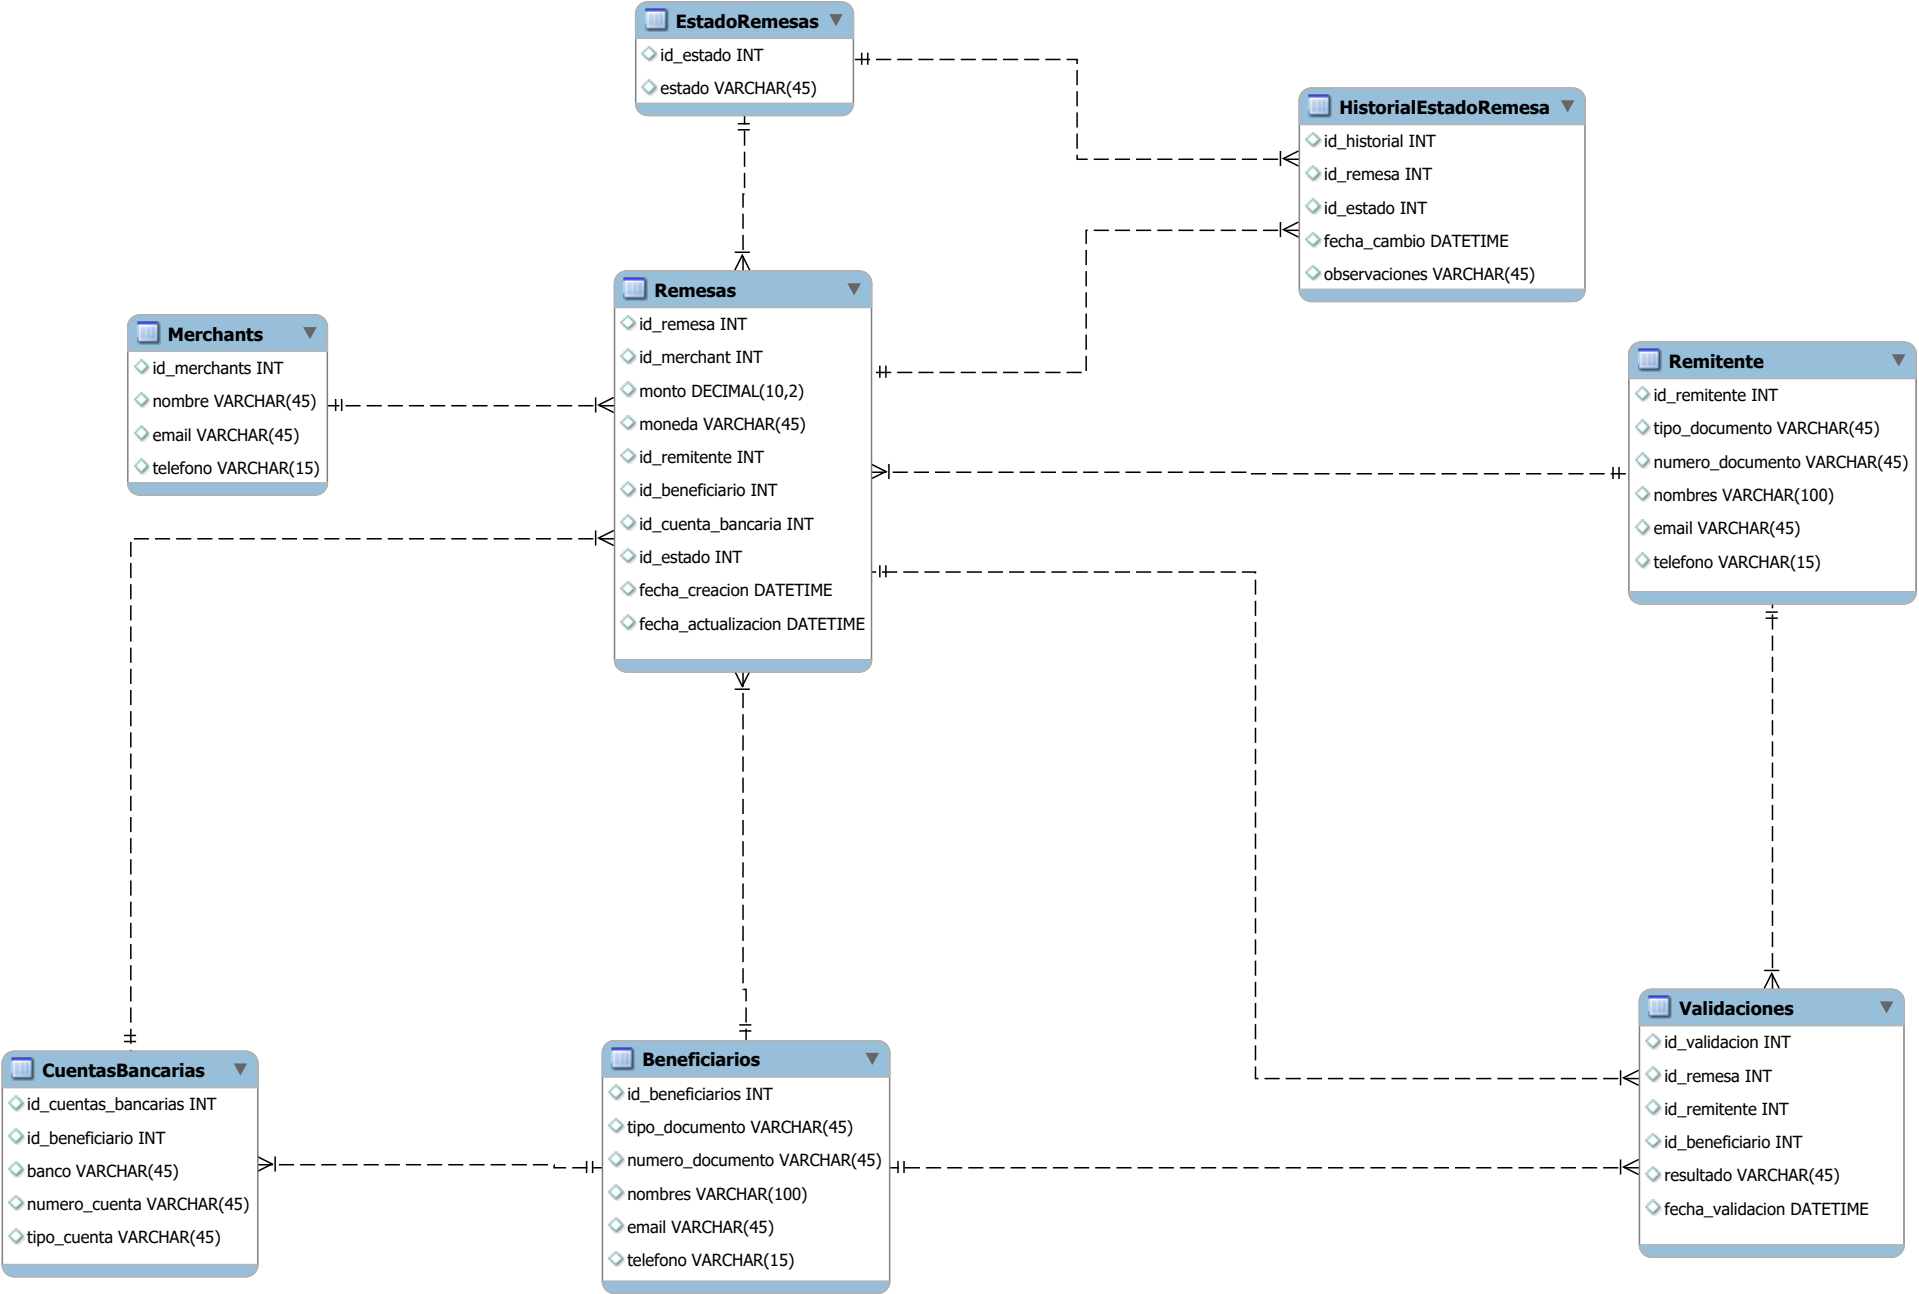 EstadoRemesas
id_estado INT
estado VARCHAR(45)
HistorialEstadoRemesa
id_historial INT
id_remesa INT
id_estado INT
fecha_cambio DATETIME
observaciones VARCHAR(45)
Remesas
id_remesa INT
id_merchant INT
monto DECIMAL(10,2)
moneda VARCHAR(45)
id_remitente INT
id_beneficiario INT
id_cuenta_bancaria INT
id_estado INT
fecha_creacion DATETIME
fecha_actualizacion DATETIME
Merchants
id_merchants INT
nombre VARCHAR(45)
email VARCHAR(45)
telefono VARCHAR(15)
Remitente
id_remitente INT
tipo_documento VARCHAR(45)
numero_documento VARCHAR(45)
nombres VARCHAR(100)
email VARCHAR(45)
telefono VARCHAR(15)
CuentasBancarias
id_cuentas_bancarias INT
id_beneficiario INT
banco VARCHAR(45)
numero_cuenta VARCHAR(45)
tipo_cuenta VARCHAR(45)
Beneficiarios
id_beneficiarios INT
tipo_documento VARCHAR(45)
numero_documento VARCHAR(45)
nombres VARCHAR(100)
email VARCHAR(45)
telefono VARCHAR(15)
Validaciones
id_validacion INT
id_remesa INT
id_remitente INT
id_beneficiario INT
resultado VARCHAR(45)
fecha_validacion DATETIME